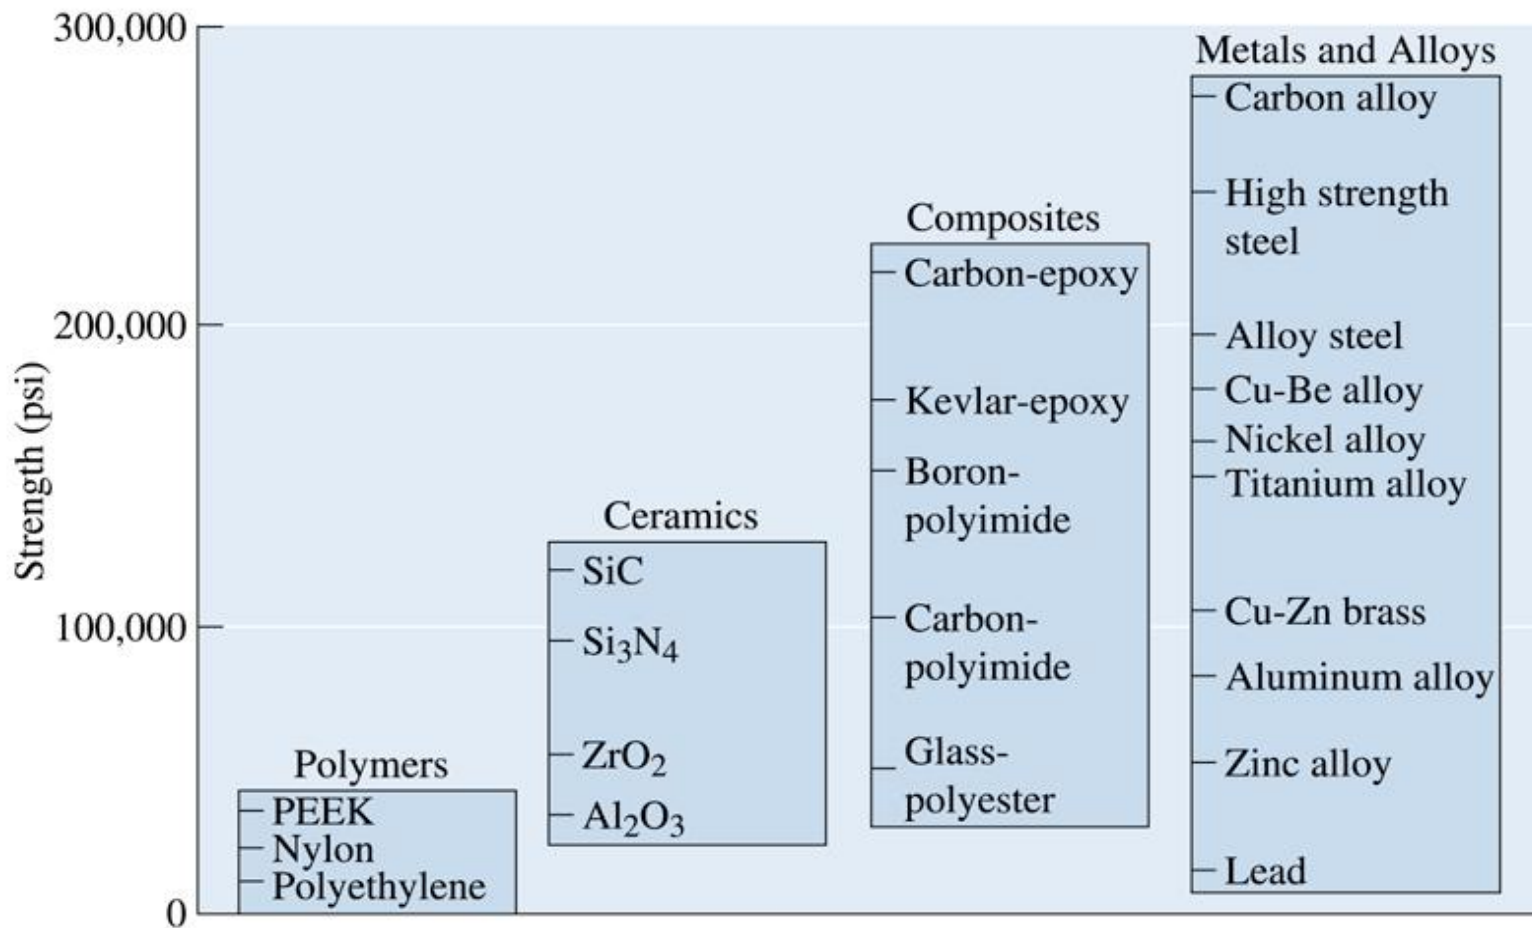 300,000
200,000
100,000
0
Strength (psi)
Polymers
PEEK
Nylon
Polyethylene
Ceramics
SiC
Si₃N₄
ZrO₂
Al₂O₃
Composites
Carbon-epoxy
Kevlar-epoxy
Boron-
polyimide
Carbon-
polyimide
Glass-
polyester
Metals and Alloys
Carbon alloy
High strength
steel
Alloy steel
Cu-Be alloy
Nickel alloy
Titanium alloy
Cu-Zn brass
Aluminum alloy
Zinc alloy
Lead